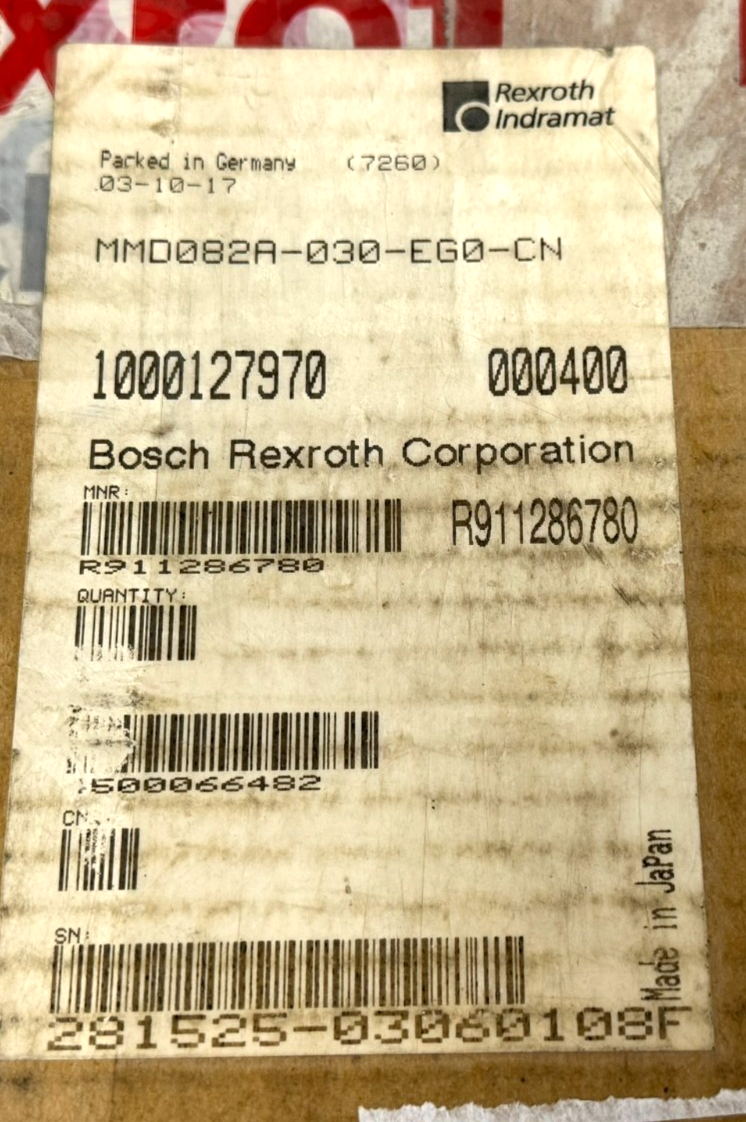 Rexroth
Indramat
Packed in Germany (7260)
03-10-17
MMD082A-030-EG0-CN
1000127970 000400
Bosch Rexroth Corporation
MNR:
R911286780
R911286780
QUANTITY:
500066482
CN
SN:
281525-03060108F
Made in JaPan